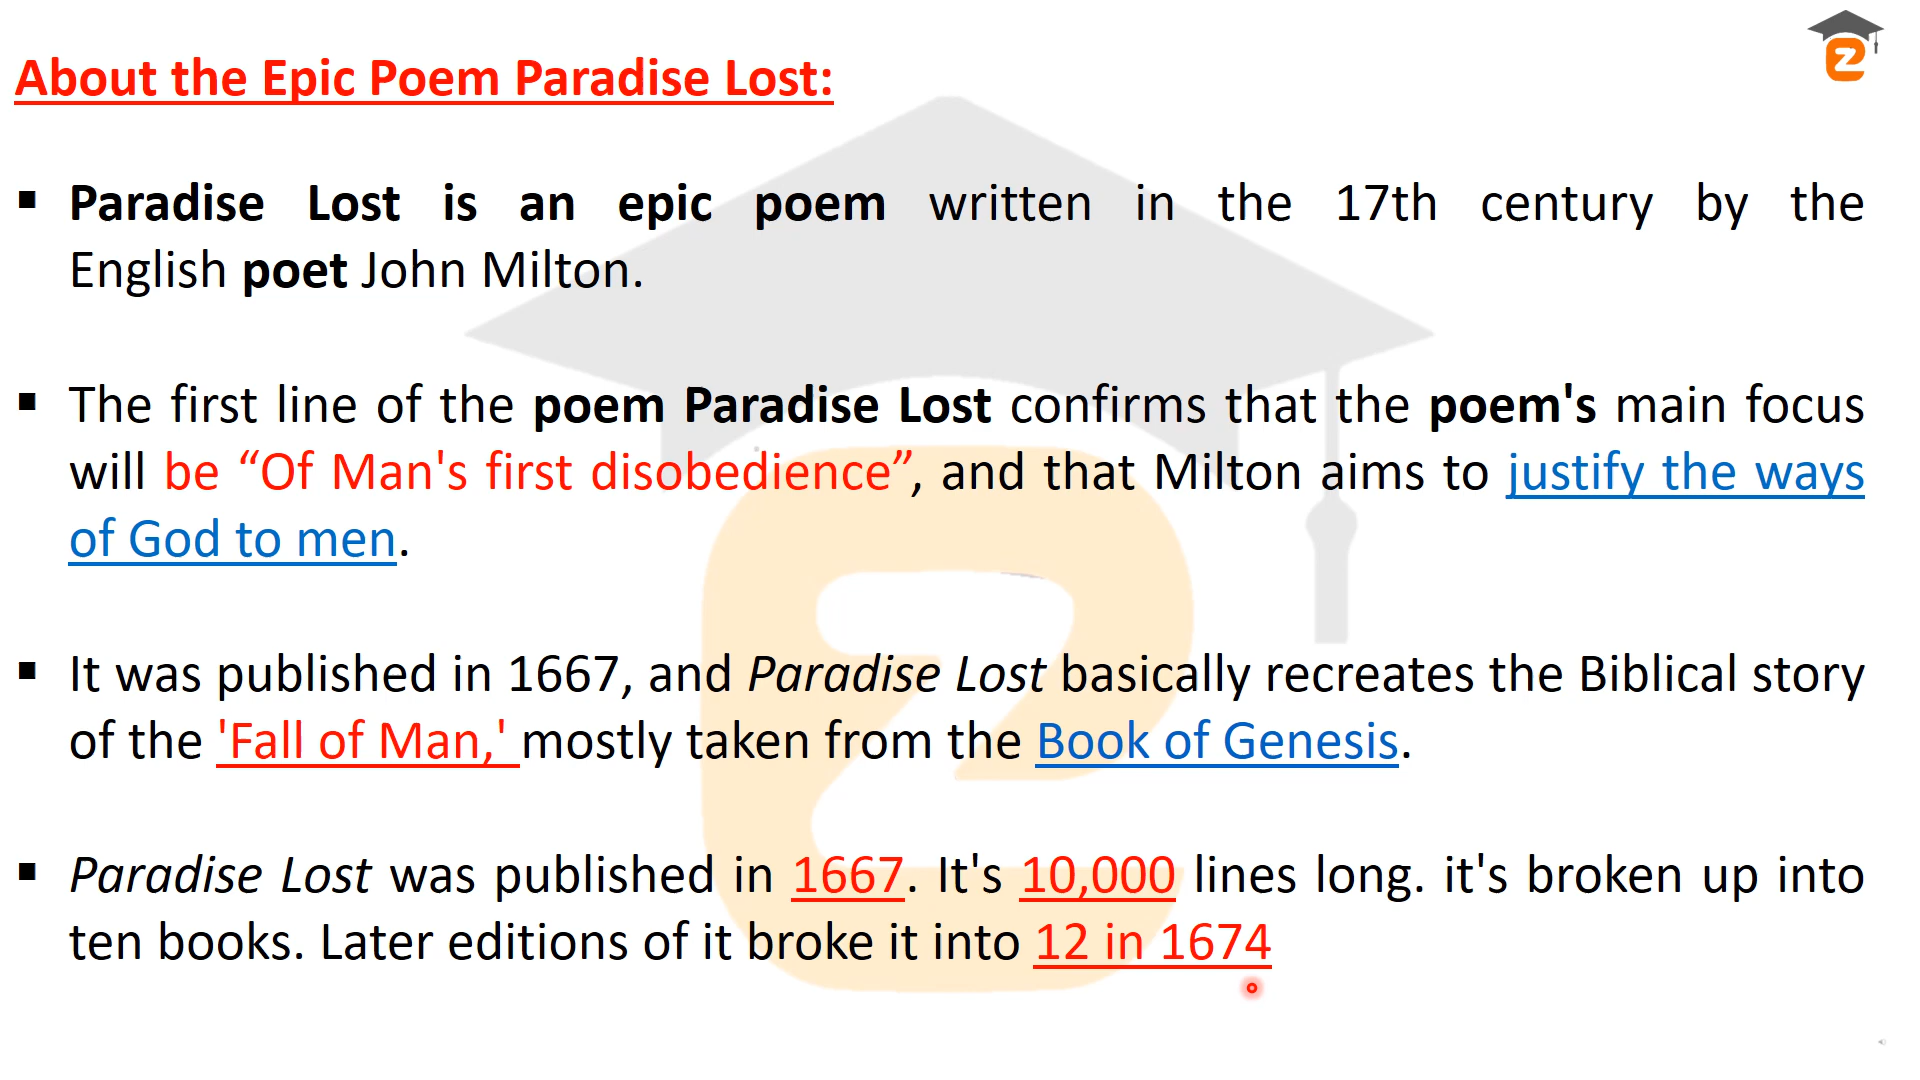 About the Epic Poem Paradise Lost:
▪ Paradise Lost is an epic poem written in the 17th century by the
English poet John Milton.
▪ The first line of the poem Paradise Lost confirms that the poem's main focus
will be “Of Man's first disobedience”, and that Milton aims to justify the ways
of God to men.
▪ It was published in 1667, and Paradise Lost basically recreates the Biblical story
of the 'Fall of Man,' mostly taken from the Book of Genesis.
▪ Paradise Lost was published in 1667. It's 10,000 lines long. it's broken up into
ten books. Later editions of it broke it into 12 in 1674